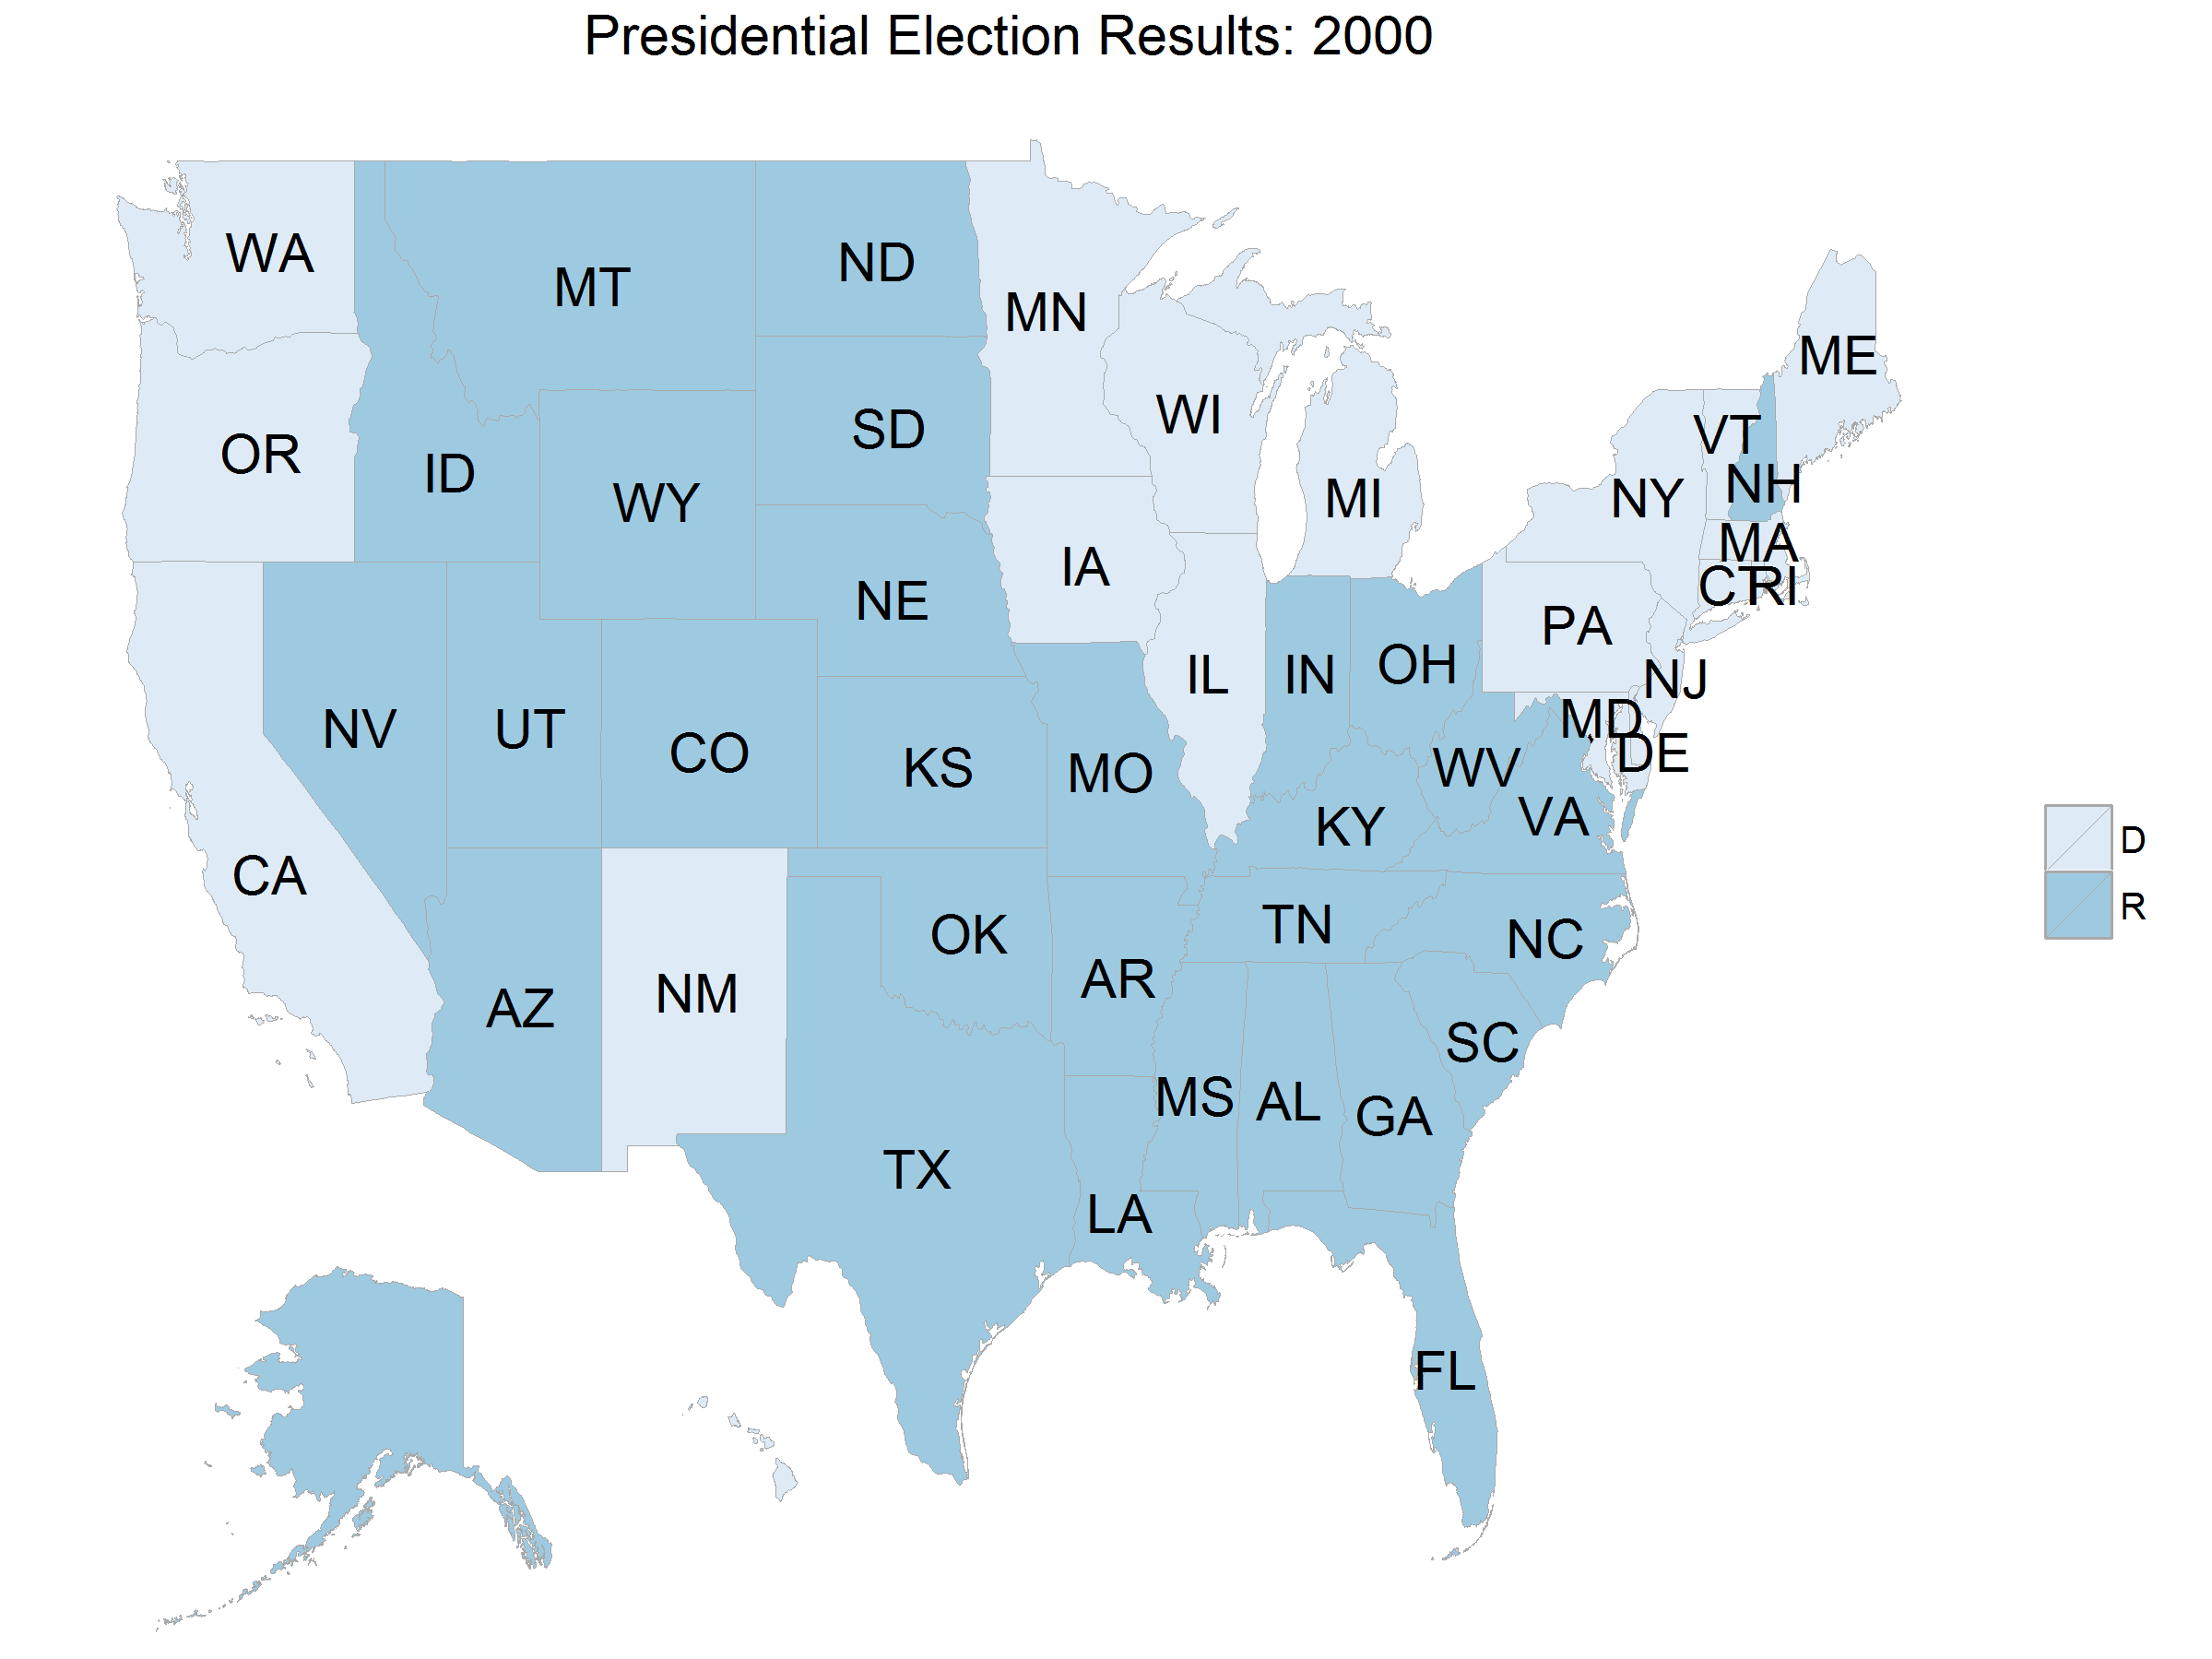 Presidential Election Results: 2000
WA
MT
ND
MN
ME
OR
ID
WY
SD
WI
MI
NY
VT
NH
MA
CT
RI
IA
NE
PA
NJ
NV
UT
CO
KS
MO
IL
IN
OH
WV
MD
DE
VA
KY
D
R
CA
AZ
NM
OK
AR
TN
NC
SC
TX
LA
MS
AL
GA
FL